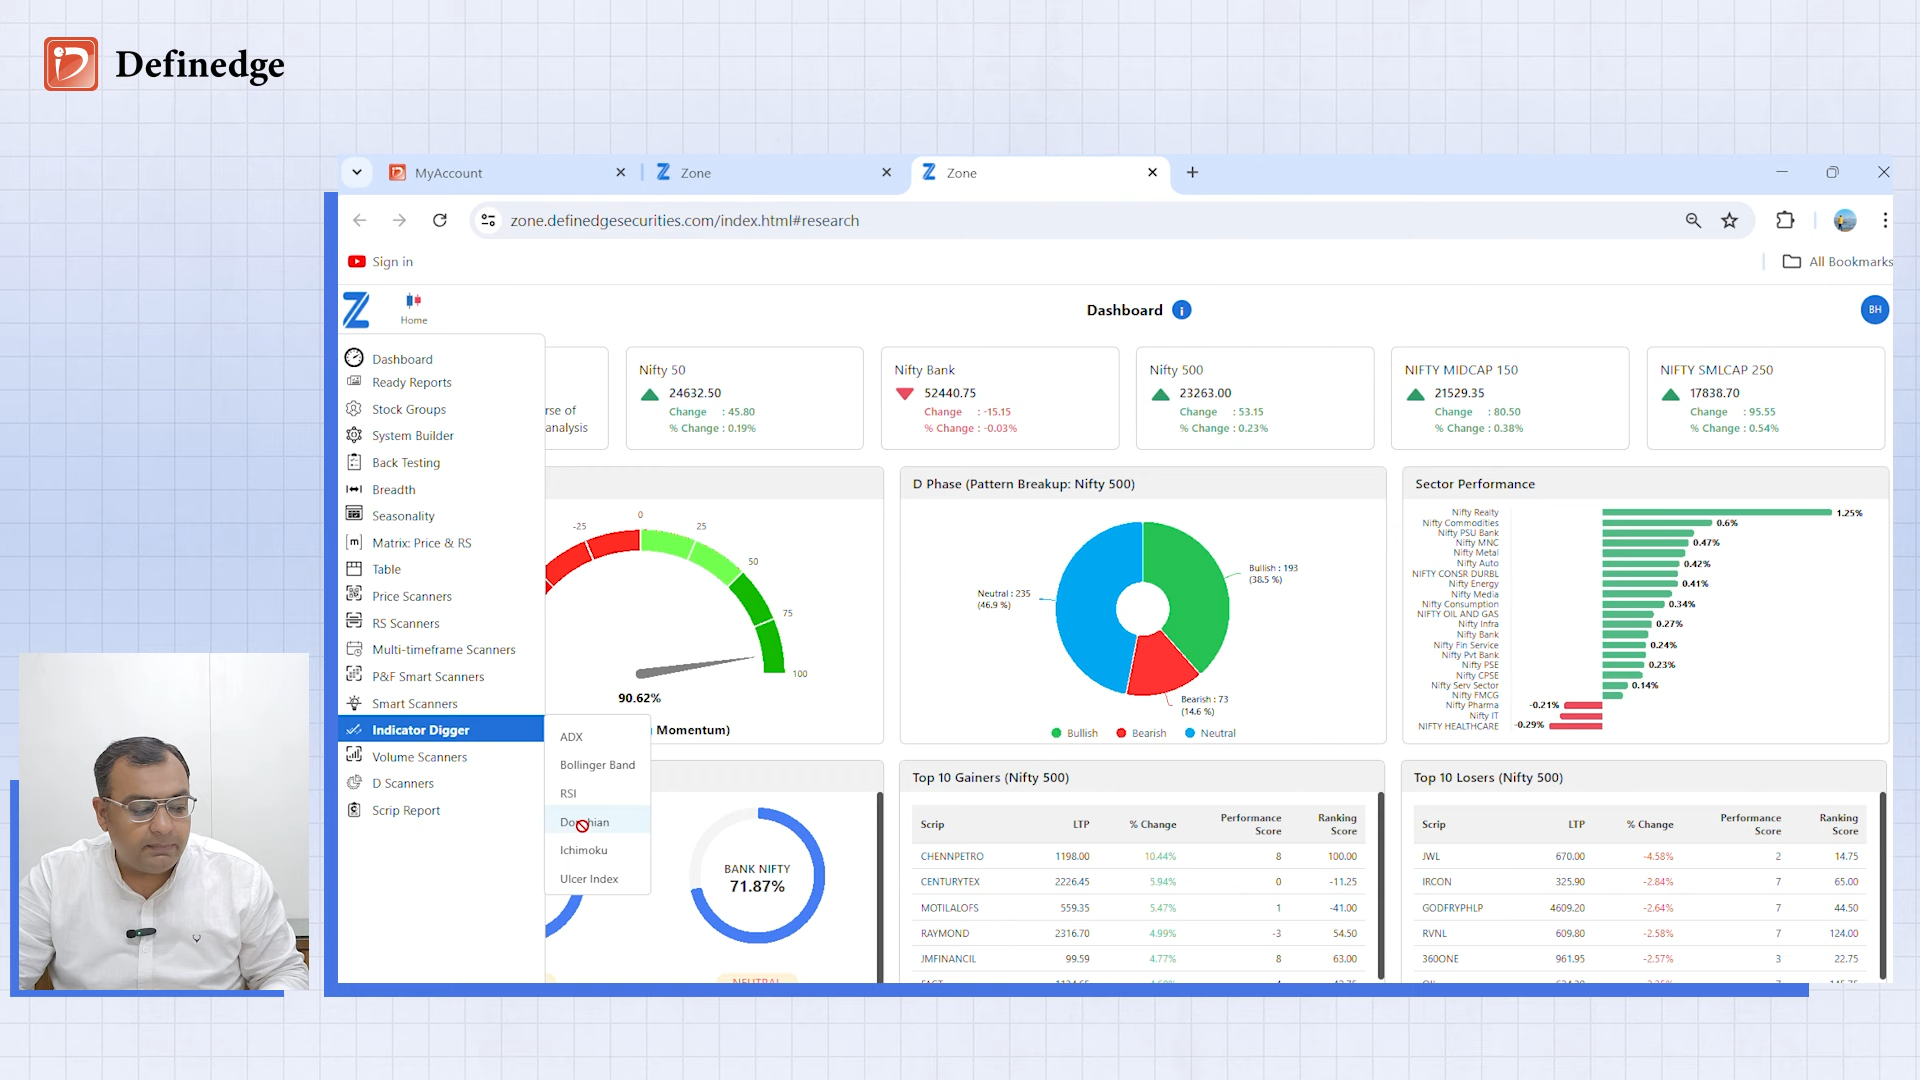 Definedge
MyAccount
Zone
Zone
zone.definedgesecurities.com/index.html#research
Sign in
All Bookmarks
Home
Dashboard
BH
Dashboard
Ready Reports
Stock Groups
System Builder
Back Testing
Breadth
Seasonality
Matrix: Price & RS
Table
Price Scanners
RS Scanners
Multi-timeframe Scanners
P&F Smart Scanners
Smart Scanners
Indicator Digger
Volume Scanners
D Scanners
Scrip Report
ADX
Bollinger Band
RSI
Ichimoku
Ulcer Index
analysis
Nifty 50
24632.50
Change : 45.80
% Change : 0.19%
Nifty Bank
52440.75
Change : -15.15
% Change : -0.03%
Nifty 500
23263.00
Change : 53.15
% Change : 0.23%
NIFTY MIDCAP 150
21529.35
Change : 80.50
% Change : 0.38%
NIFTY SMLCAP 250
17838.70
Change : 95.55
% Change : 0.54%
-25
0
25
50
75
100
90.62%
Momentum)
D Phase (Pattern Breakup: Nifty 500)
Bullish : 193
(38.5 %)
Neutral : 235
(46.9 %)
Bearish : 73
(14.6 %)
Bullish Bearish Neutral
Sector Performance
Nifty Realty 1.25%
Nifty Commodities 0.6%
Nifty PSU Bank
Nifty MNC 0.47%
Nifty Metal
Nifty Auto 0.42%
NIFTY CONSR DURBL
Nifty Energy 0.41%
Nifty Media
Nifty Consumption 0.34%
NIFTY OIL AND GAS
Nifty Infra 0.27%
Nifty Bank
Nifty Fin Service 0.24%
Nifty Pvt Bank
Nifty PSE 0.23%
Nifty CPSE
Nifty Serv Sector 0.14%
Nifty FMCG
Nifty Pharma -0.21%
Nifty IT
NIFTY HEALTHCARE -0.29%
BANK NIFTY
71.87%
NEUTRAL
Top 10 Gainers (Nifty 500)
Scrip LTP % Change Performance Score Ranking Score
CHENNPETRO 1198.00 10.44% 8 100.00
CENTURYTEX 2226.45 5.94% 0 -11.25
MOTILALOFS 559.35 5.47% 1 -41.00
RAYMOND 2316.70 4.99% -3 54.50
JMFINANCIL 99.59 4.77% 8 63.00
Top 10 Losers (Nifty 500)
Scrip LTP % Change Performance Score Ranking Score
JWL 670.00 -4.58% 2 14.75
IRCON 325.90 -2.84% 7 65.00
GODFRYPHLP 4609.20 -2.64% 7 44.50
RVNL 609.80 -2.58% 7 124.00
360ONE 961.95 -2.57% 3 22.75